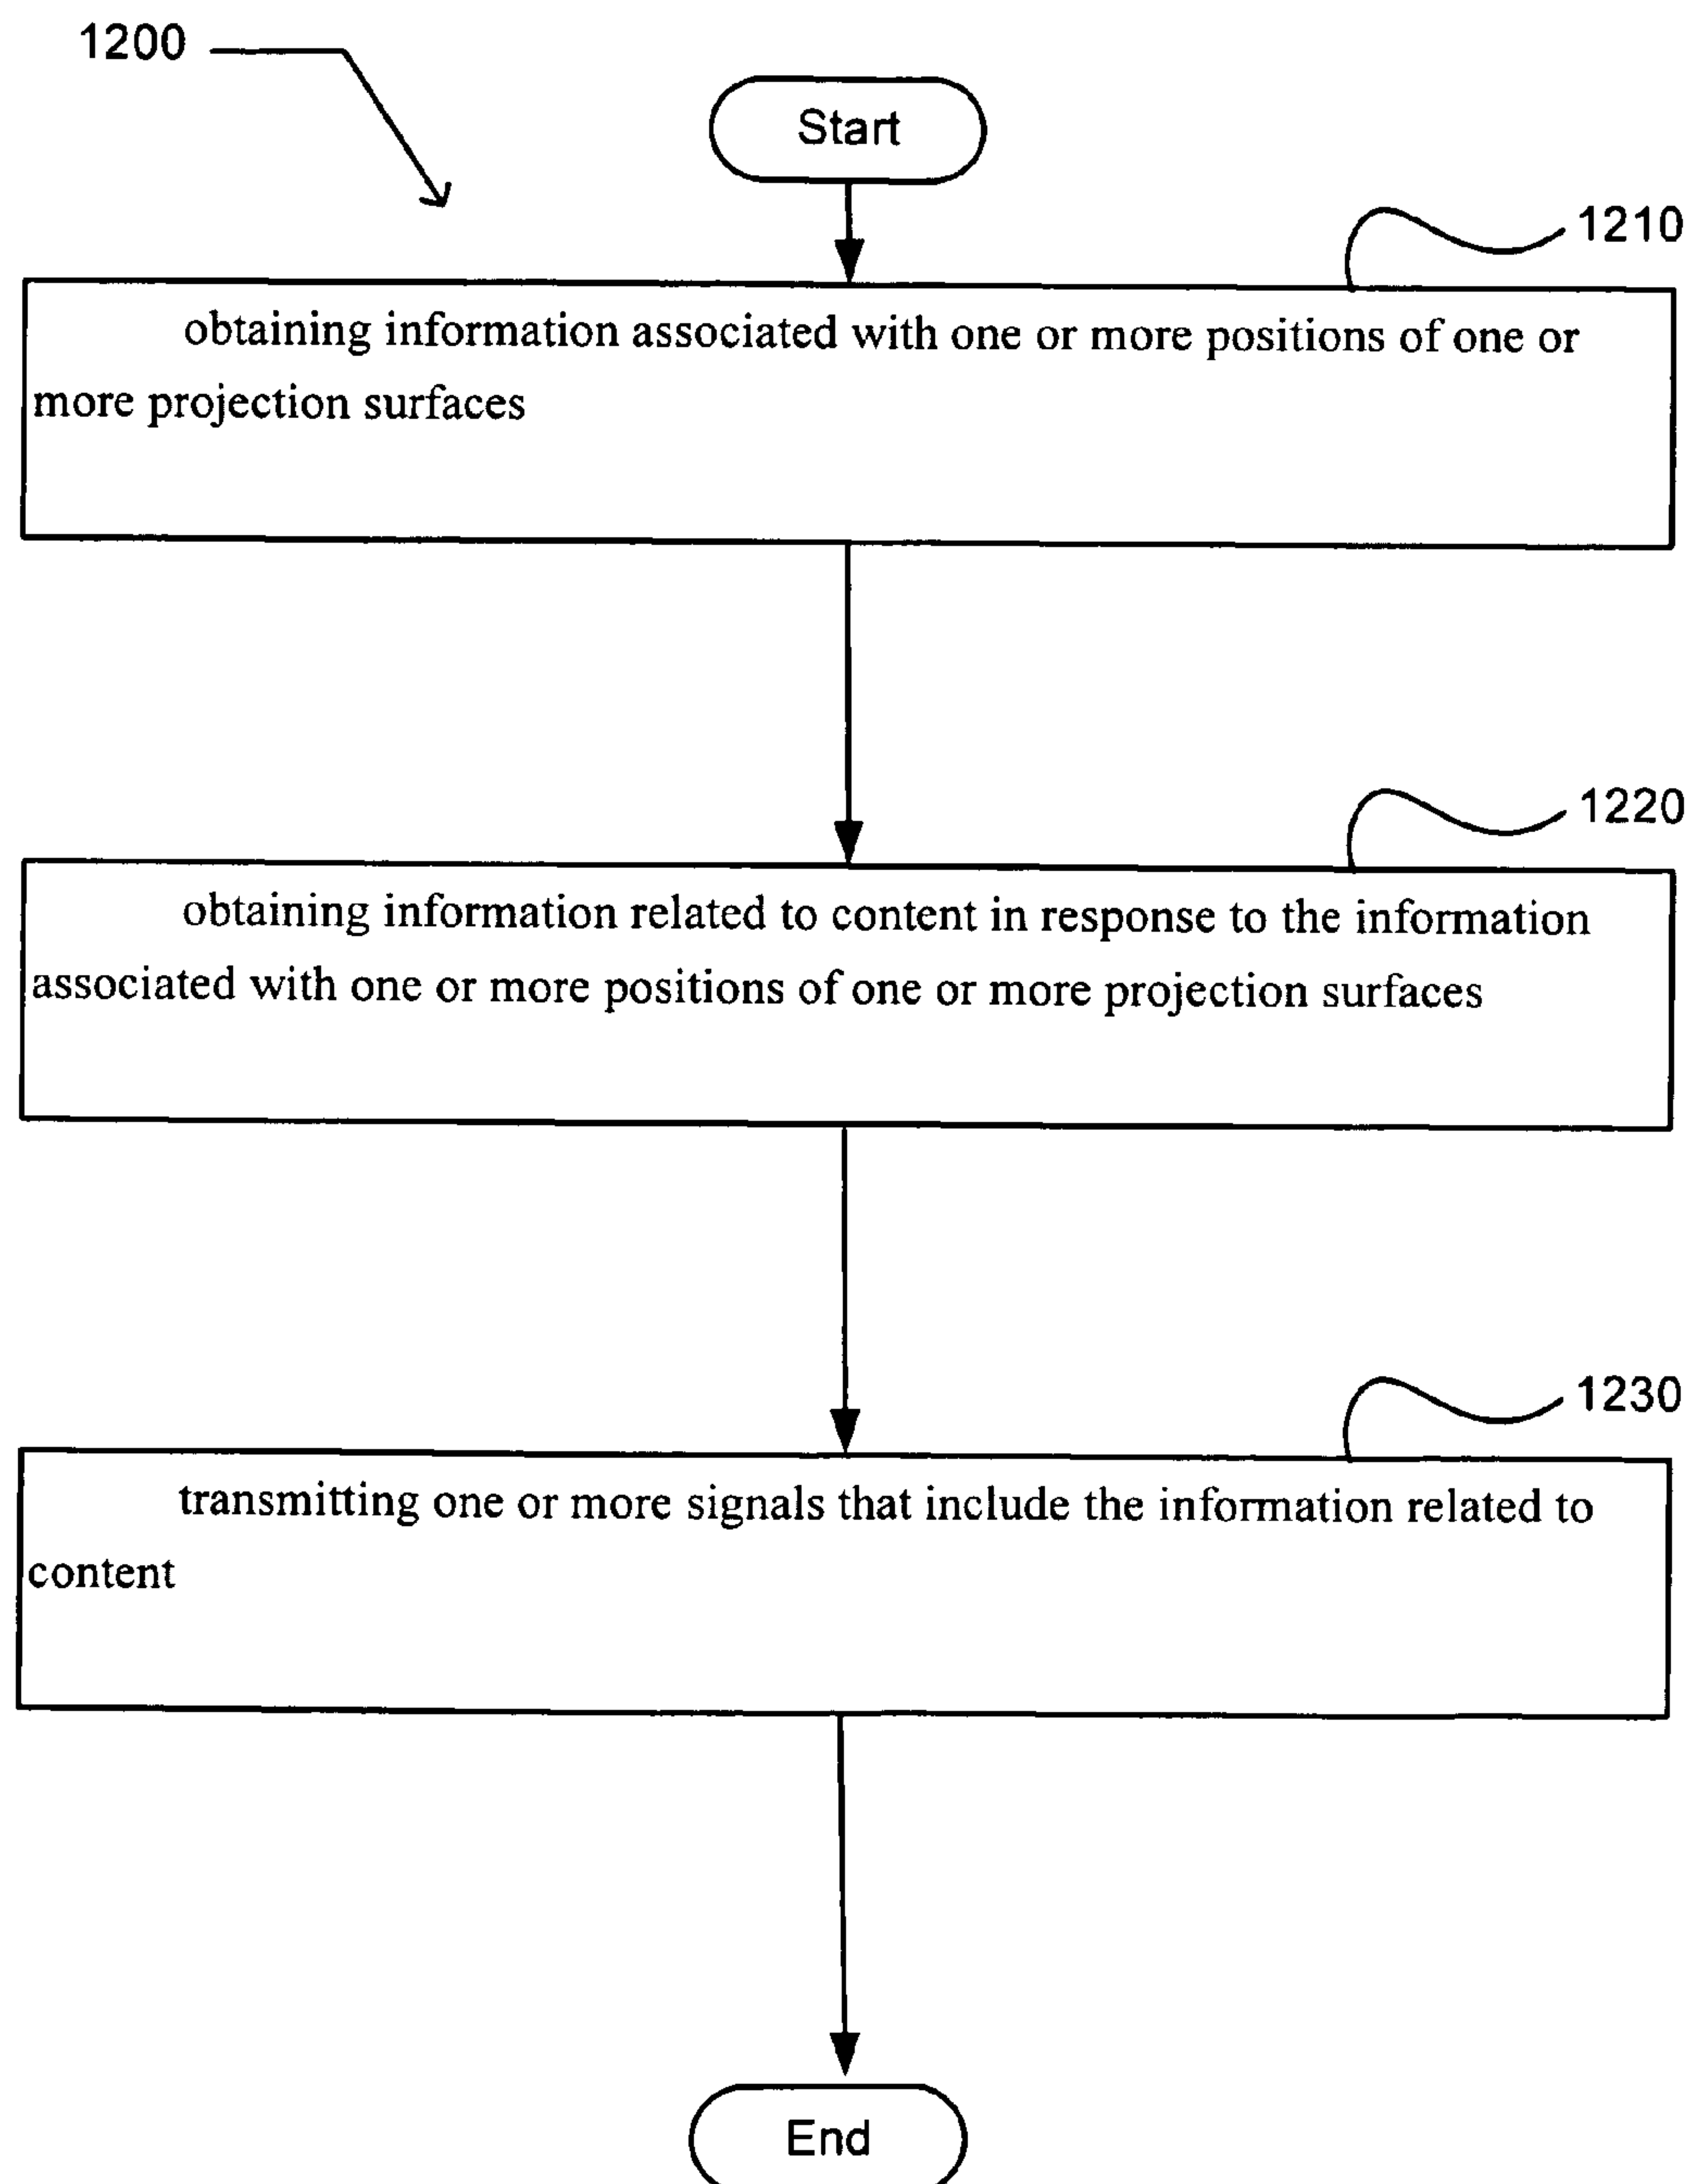 1200
Start
1210
obtaining information associated with one or more positions of one or
more projection surfaces
1220
obtaining information related to content in response to the information
associated with one or more positions of one or more projection surfaces
1230
transmitting one or more signals that include the information related to
content
End